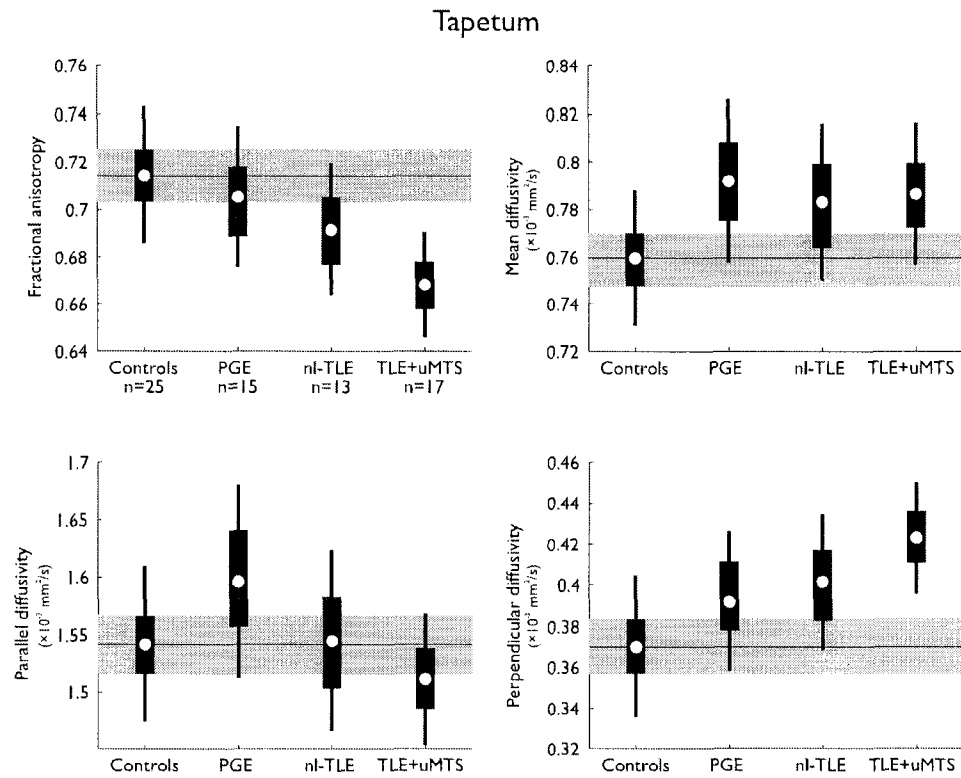 Tapetum
Fractional anisotropy
0.76
0.74
0.72
0.7
0.68
0.66
0.64
Controls PGE nl-TLE TLE+uMTS
n=25 n=15 n=13 n=17
Mean diffusivity
(×10⁻³ mm²/s)
0.84
0.82
0.8
0.78
0.76
0.74
0.72
Controls PGE nl-TLE TLE+uMTS
Parallel diffusivity
(×10⁻³ mm²/s)
1.7
1.65
1.6
1.55
1.5
Controls PGE nl-TLE TLE+uMTS
Perpendicular diffusivity
(×10⁻³ mm²/s)
0.46
0.44
0.42
0.4
0.38
0.36
0.34
0.32
Controls PGE nl-TLE TLE+uMTS